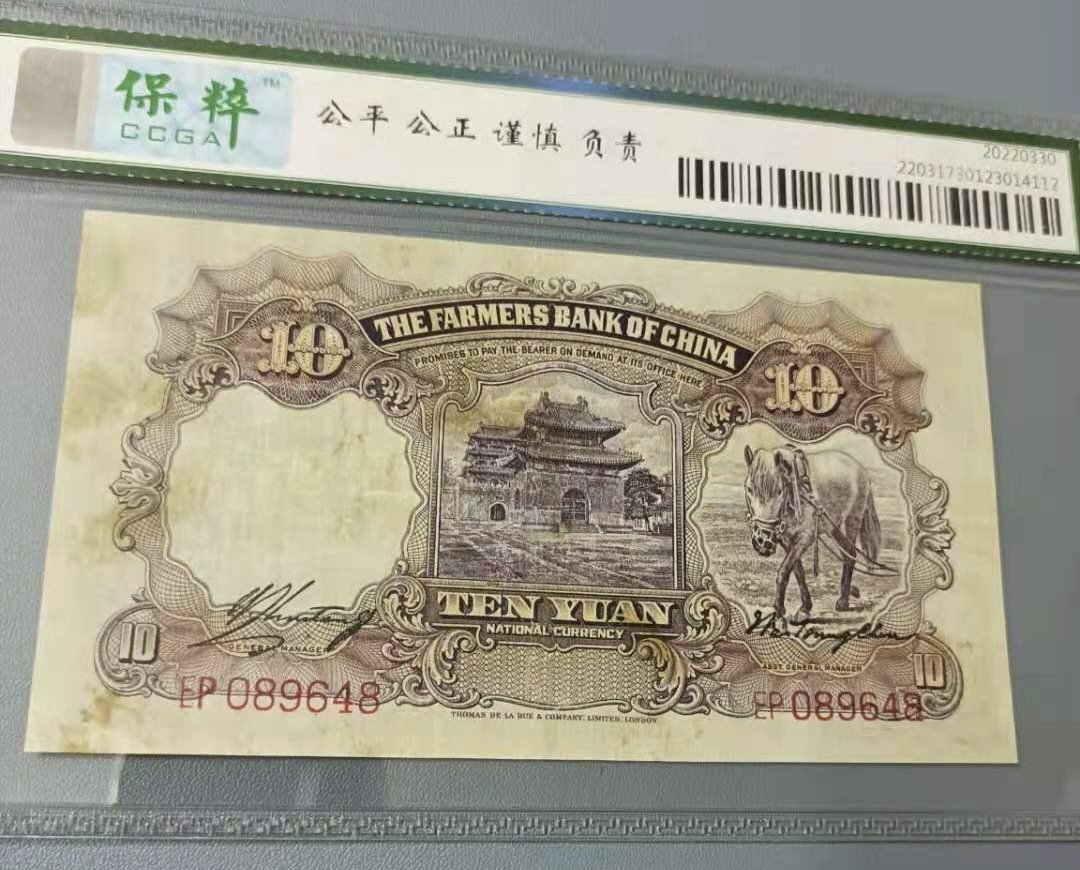 保粹™
CCGA
公平 公正 谨慎 负责
20220330
22031730123014112
THE FARMERS BANK OF CHINA
PROMISES TO PAY THE BEARER ON DEMAND AT ITS OFFICE HERE
10
10
TEN YUAN
NATIONAL CURRENCY
GENERAL MANAGER
ASST. GENERAL MANAGER
10
10
EP 089648
EP 089648
THOMAS DE LA RUE & COMPANY, LIMITED, LONDON